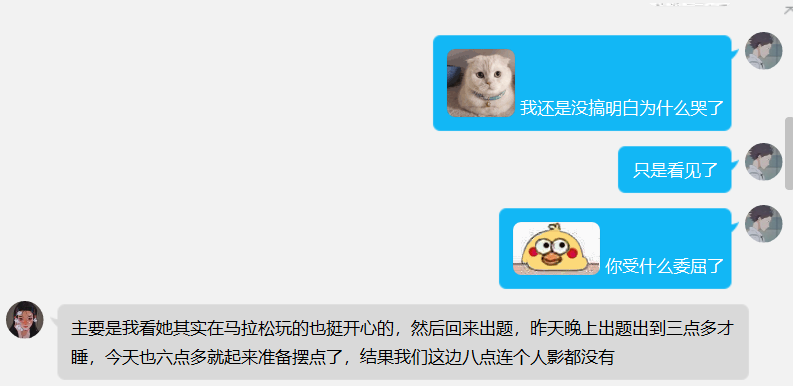 我还是没搞明白为什么哭了
只是看见了
你受什么委屈了
主要是我看她其实在马拉松玩的也挺开心的，然后回来出题，昨天晚上出题出到三点多才
睡，今天也六点多就起来准备摆点了，结果我们这边八点连个人影都没有